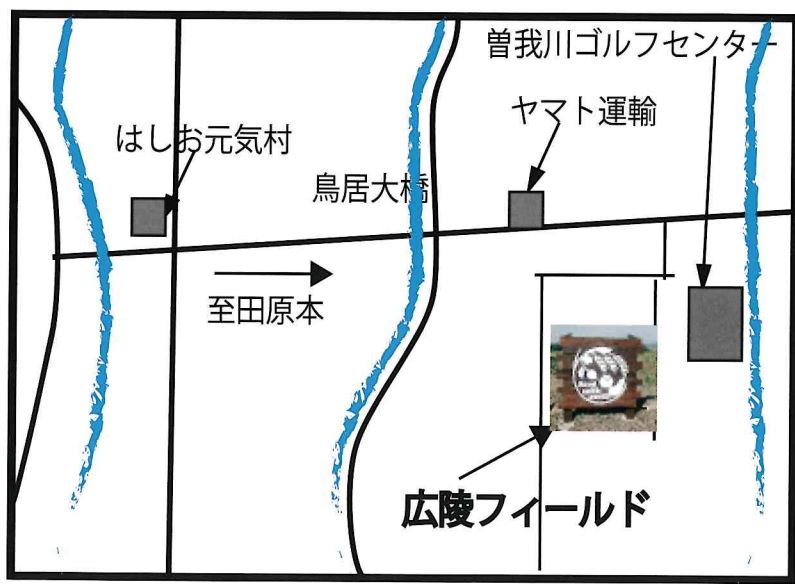 曽我川ゴルフセンター
ヤマト運輸
はしお元気村
鳥居大橋
至田原本
広陵フィールド